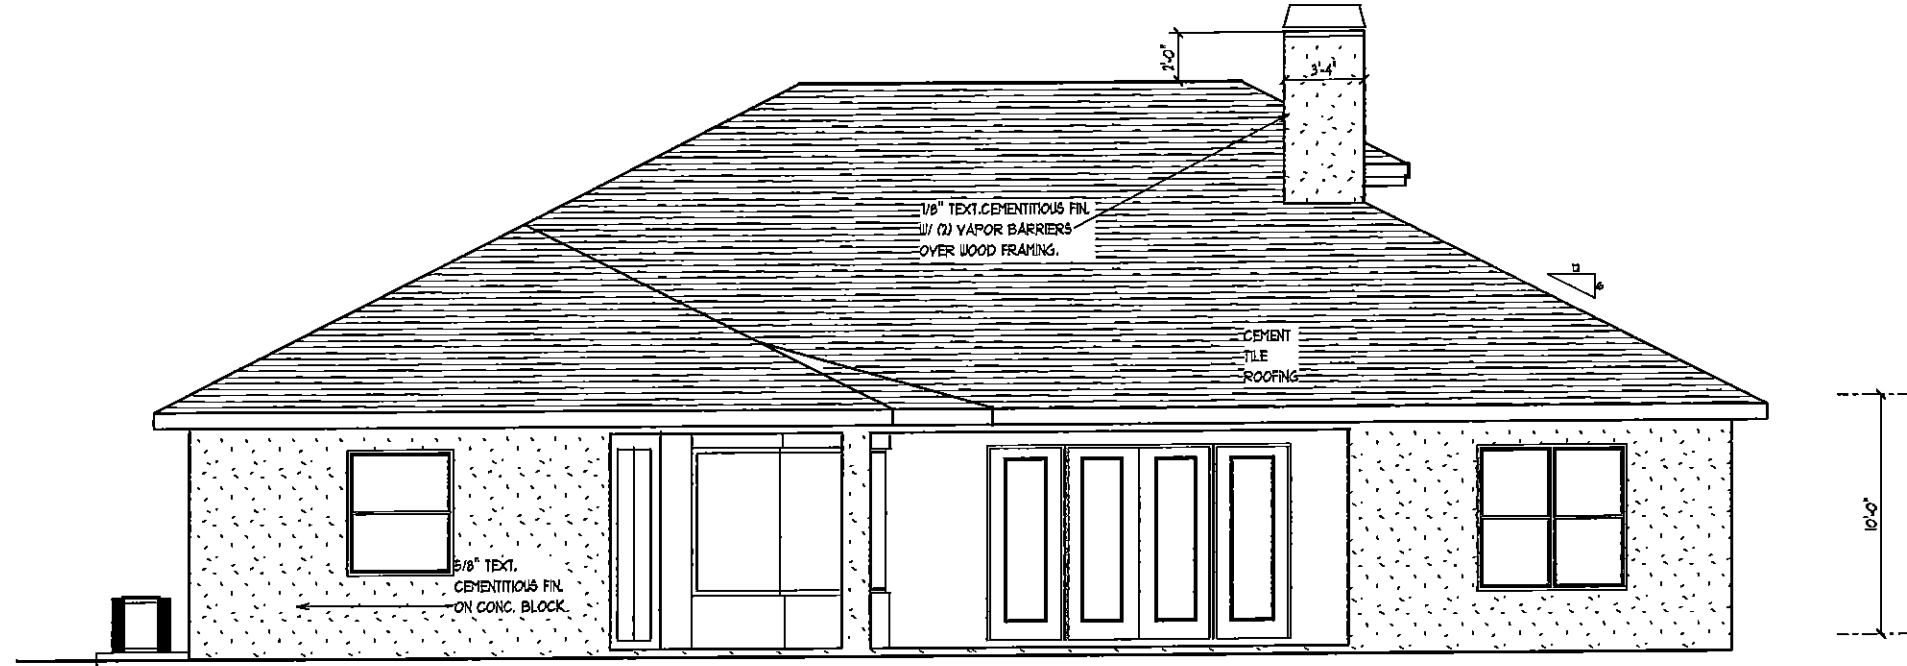 2'-0"
3'-4"
7/8" TEXT. CEMENTITIOUS FIN.
W/ (2) VAPOR BARRIERS
OVER WOOD FRAMING.
12
6
CEMENT
TILE
ROOFING
10'-0"
5/8" TEXT.
CEMENTITIOUS FIN.
ON CONC. BLOCK.